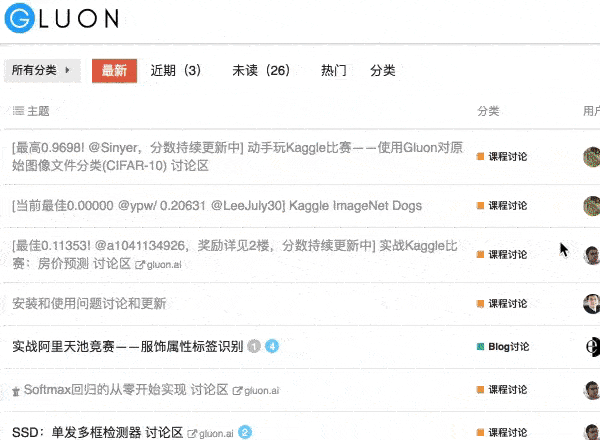 GLUON
所有分类 最新 近期（3） 未读（26） 热门 分类
主题 分类 用户
[最高0.9698! @Sinyer，分数持续更新中] 动手玩Kaggle比赛——使用Gluon对原
始图像文件分类(CIFAR-10) 讨论区 课程讨论
[当前最佳0.00000 @ypw/ 0.20631 @LeeJuly30] Kaggle ImageNet Dogs 课程讨论
[最佳0.11353! @a1041134926，奖励详见2楼，分数持续更新中] 实战Kaggle比
赛：房价预测 讨论区 gluon.ai 课程讨论
安装和使用问题讨论和更新 课程讨论
实战阿里天池竞赛——服饰属性标签识别 1 4 Blog讨论
Softmax回归的从零开始实现 讨论区 gluon.ai 课程讨论
SSD：单发多框检测器 讨论区 gluon.ai 2 课程讨论